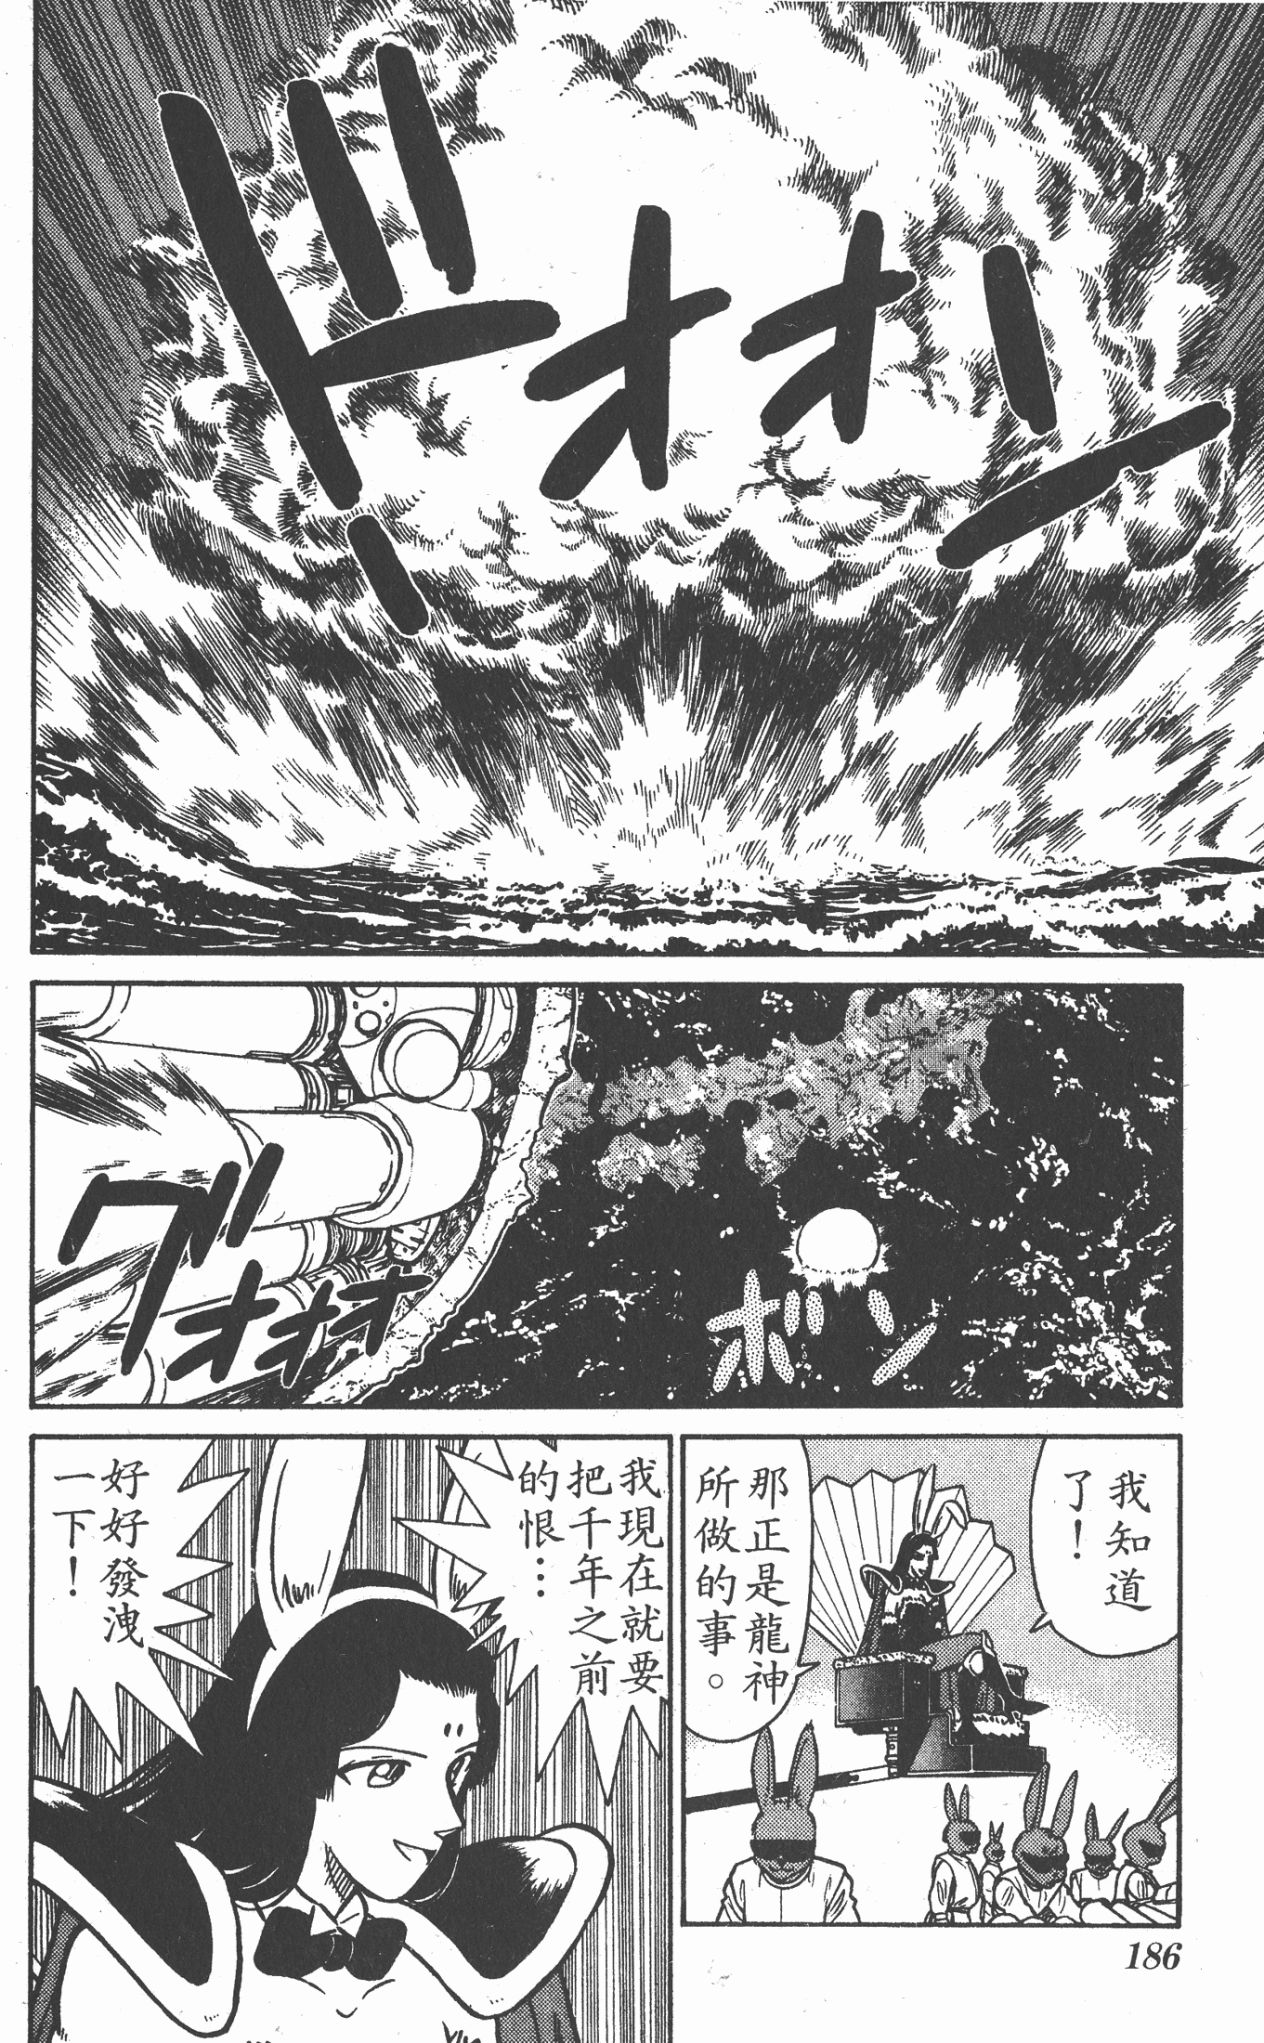 ドオオン
ボン
グオオオ
我知道
了！
那正是龍神
所做的事。
我現在就要
把千年之前
的恨…
好好發洩
一下！
186